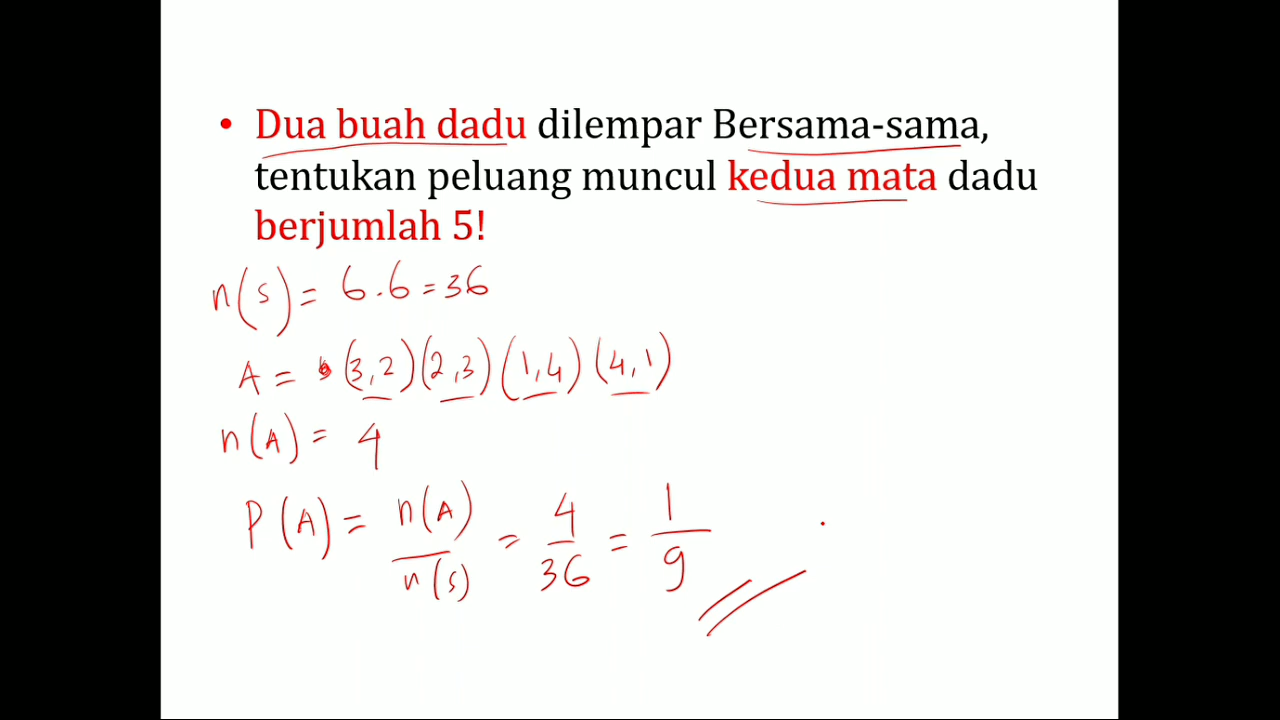 • Dua buah dadu dilempar Bersama-sama,
tentukan peluang muncul kedua mata dadu
berjumlah 5!
n(s) = 6.6 = 36
A = (3,2) (2,3) (1,4) (4,1)
n(A) = 4
P(A) = n(A)/n(s) = 4/36 = 1/9